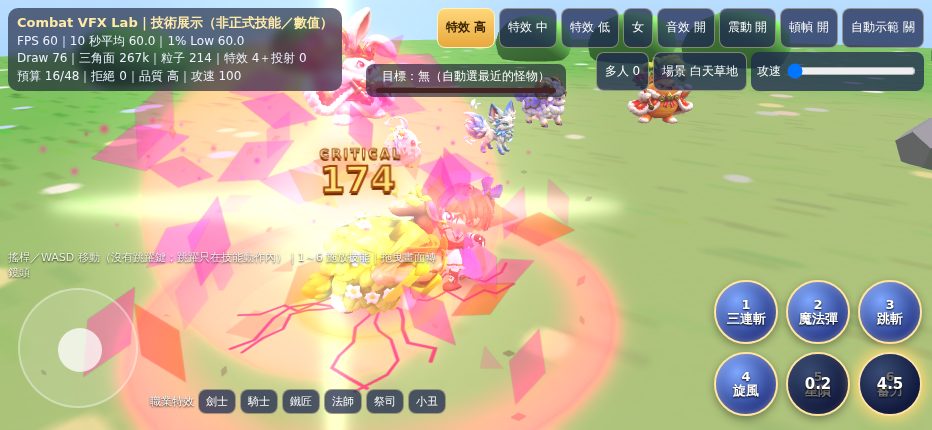 Combat VFX Lab｜技術展示（非正式技能／數值）
FPS 60｜10 秒平均 60.0｜1% Low 60.0
Draw 76｜三角面 267k｜粒子 214｜特效 4＋投射 0
預算 16/48｜拒絕 0｜品質 高｜攻速 100
特效 高
特效 中
特效 低
女
音效 開
震動 開
頓幀 開
自動示範 關
多人 0
場景 白天草地
攻速
目標：無（自動選最近的怪物）
CRITICAL
174
搖桿／WASD 移動（沒有跳躍鍵：跳躍只在技能動作內）｜1～6 施放技能｜拖曳畫面轉
鏡頭
1
三連斬
2
魔法彈
3
跳斬
4
旋風
0.2
4.5
職業特效
劍士
騎士
鐵匠
法師
祭司
小丑